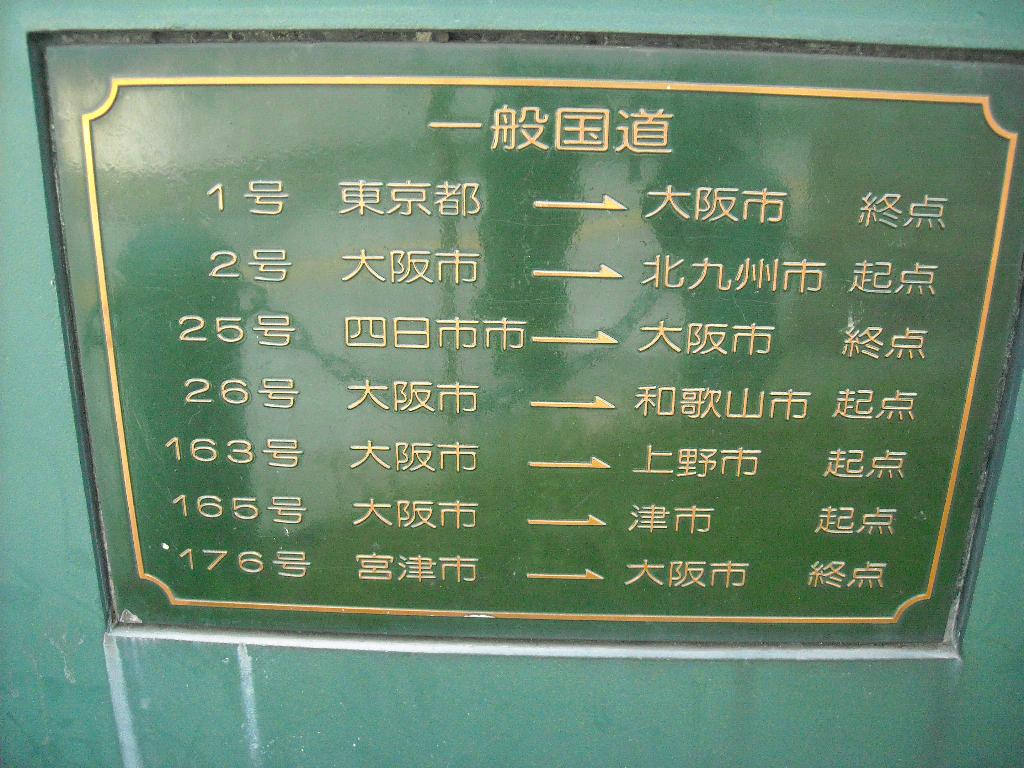 一般国道
1号 東京都 → 大阪市 終点
2号 大阪市 → 北九州市 起点
25号 四日市市 → 大阪市 終点
26号 大阪市 → 和歌山市 起点
163号 大阪市 → 上野市 起点
165号 大阪市 → 津市 起点
176号 宮津市 → 大阪市 終点